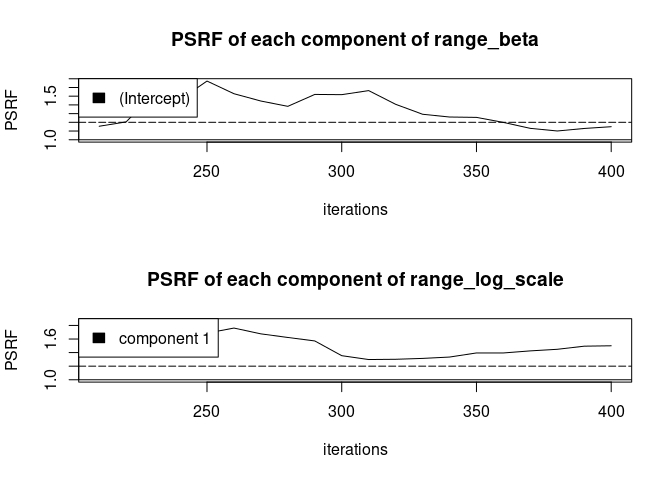 PSRF of each component of range_beta
PSRF
1.0 1.5
(Intercept)
250 300 350 400
iterations
PSRF of each component of range_log_scale
PSRF
1.0 1.6
component 1
250 300 350 400
iterations